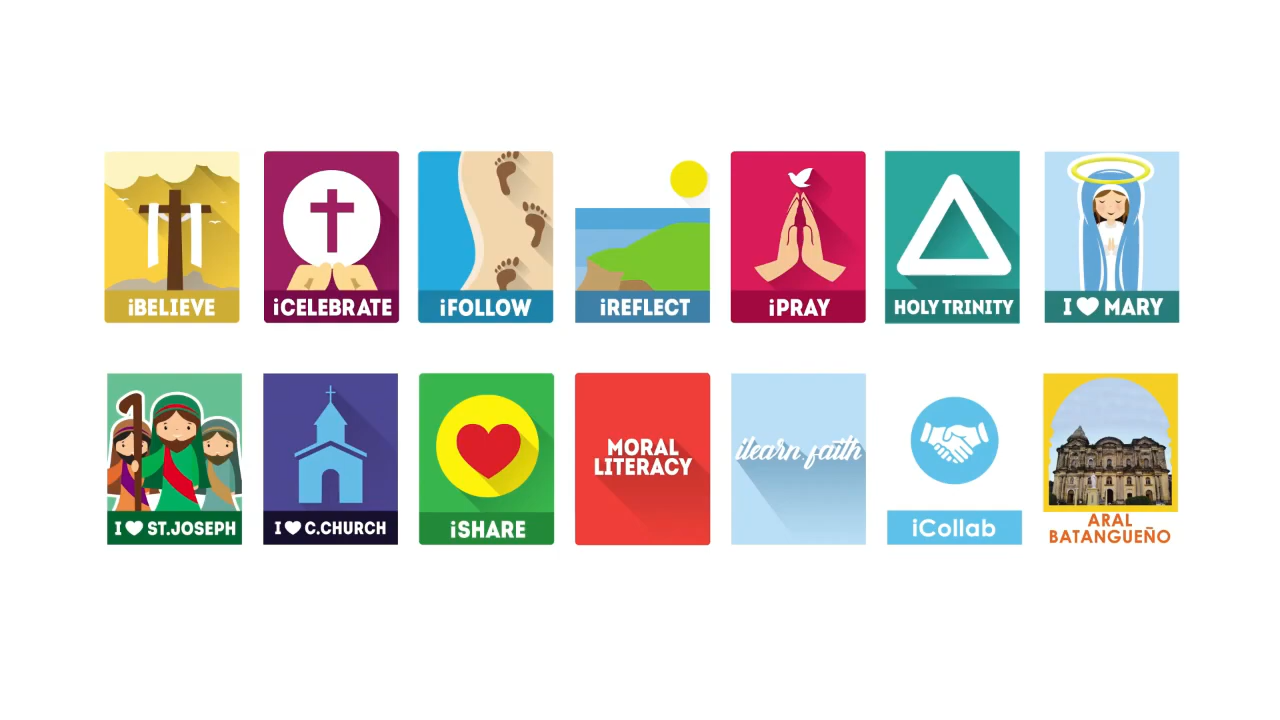 iBELIEVE
iCELEBRATE
iFOLLOW
iREFLECT
iPRAY
HOLY TRINITY
I ♥ MARY
I ♥ ST.JOSEPH
I ♥ C.CHURCH
iSHARE
MORAL
LITERACY
ilearn.faith
iCollab
ARAL
BATANGUEÑO